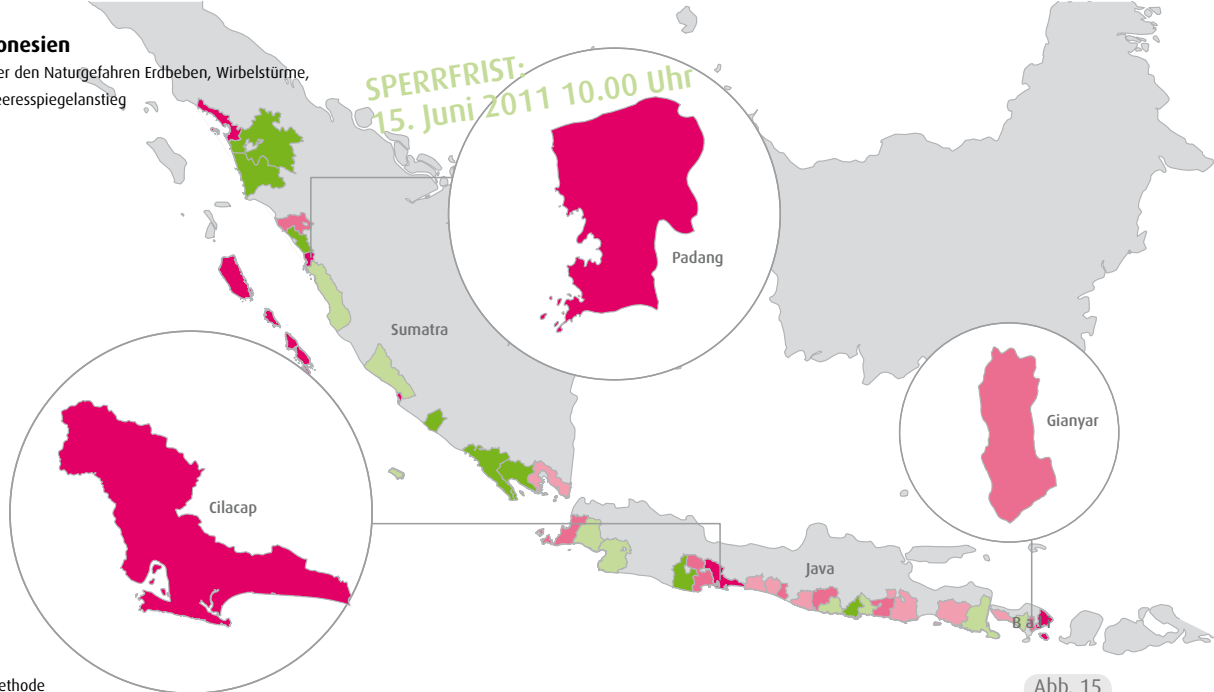 onesien
er den Naturgefahren Erdbeben, Wirbelstürme,
eeresspiegelanstieg
SPERRFRIST:
15. Juni 2011 10.00 Uhr
Padang
Sumatra
Gianyar
Cilacap
Java
Bali
ethode
Abb. 15